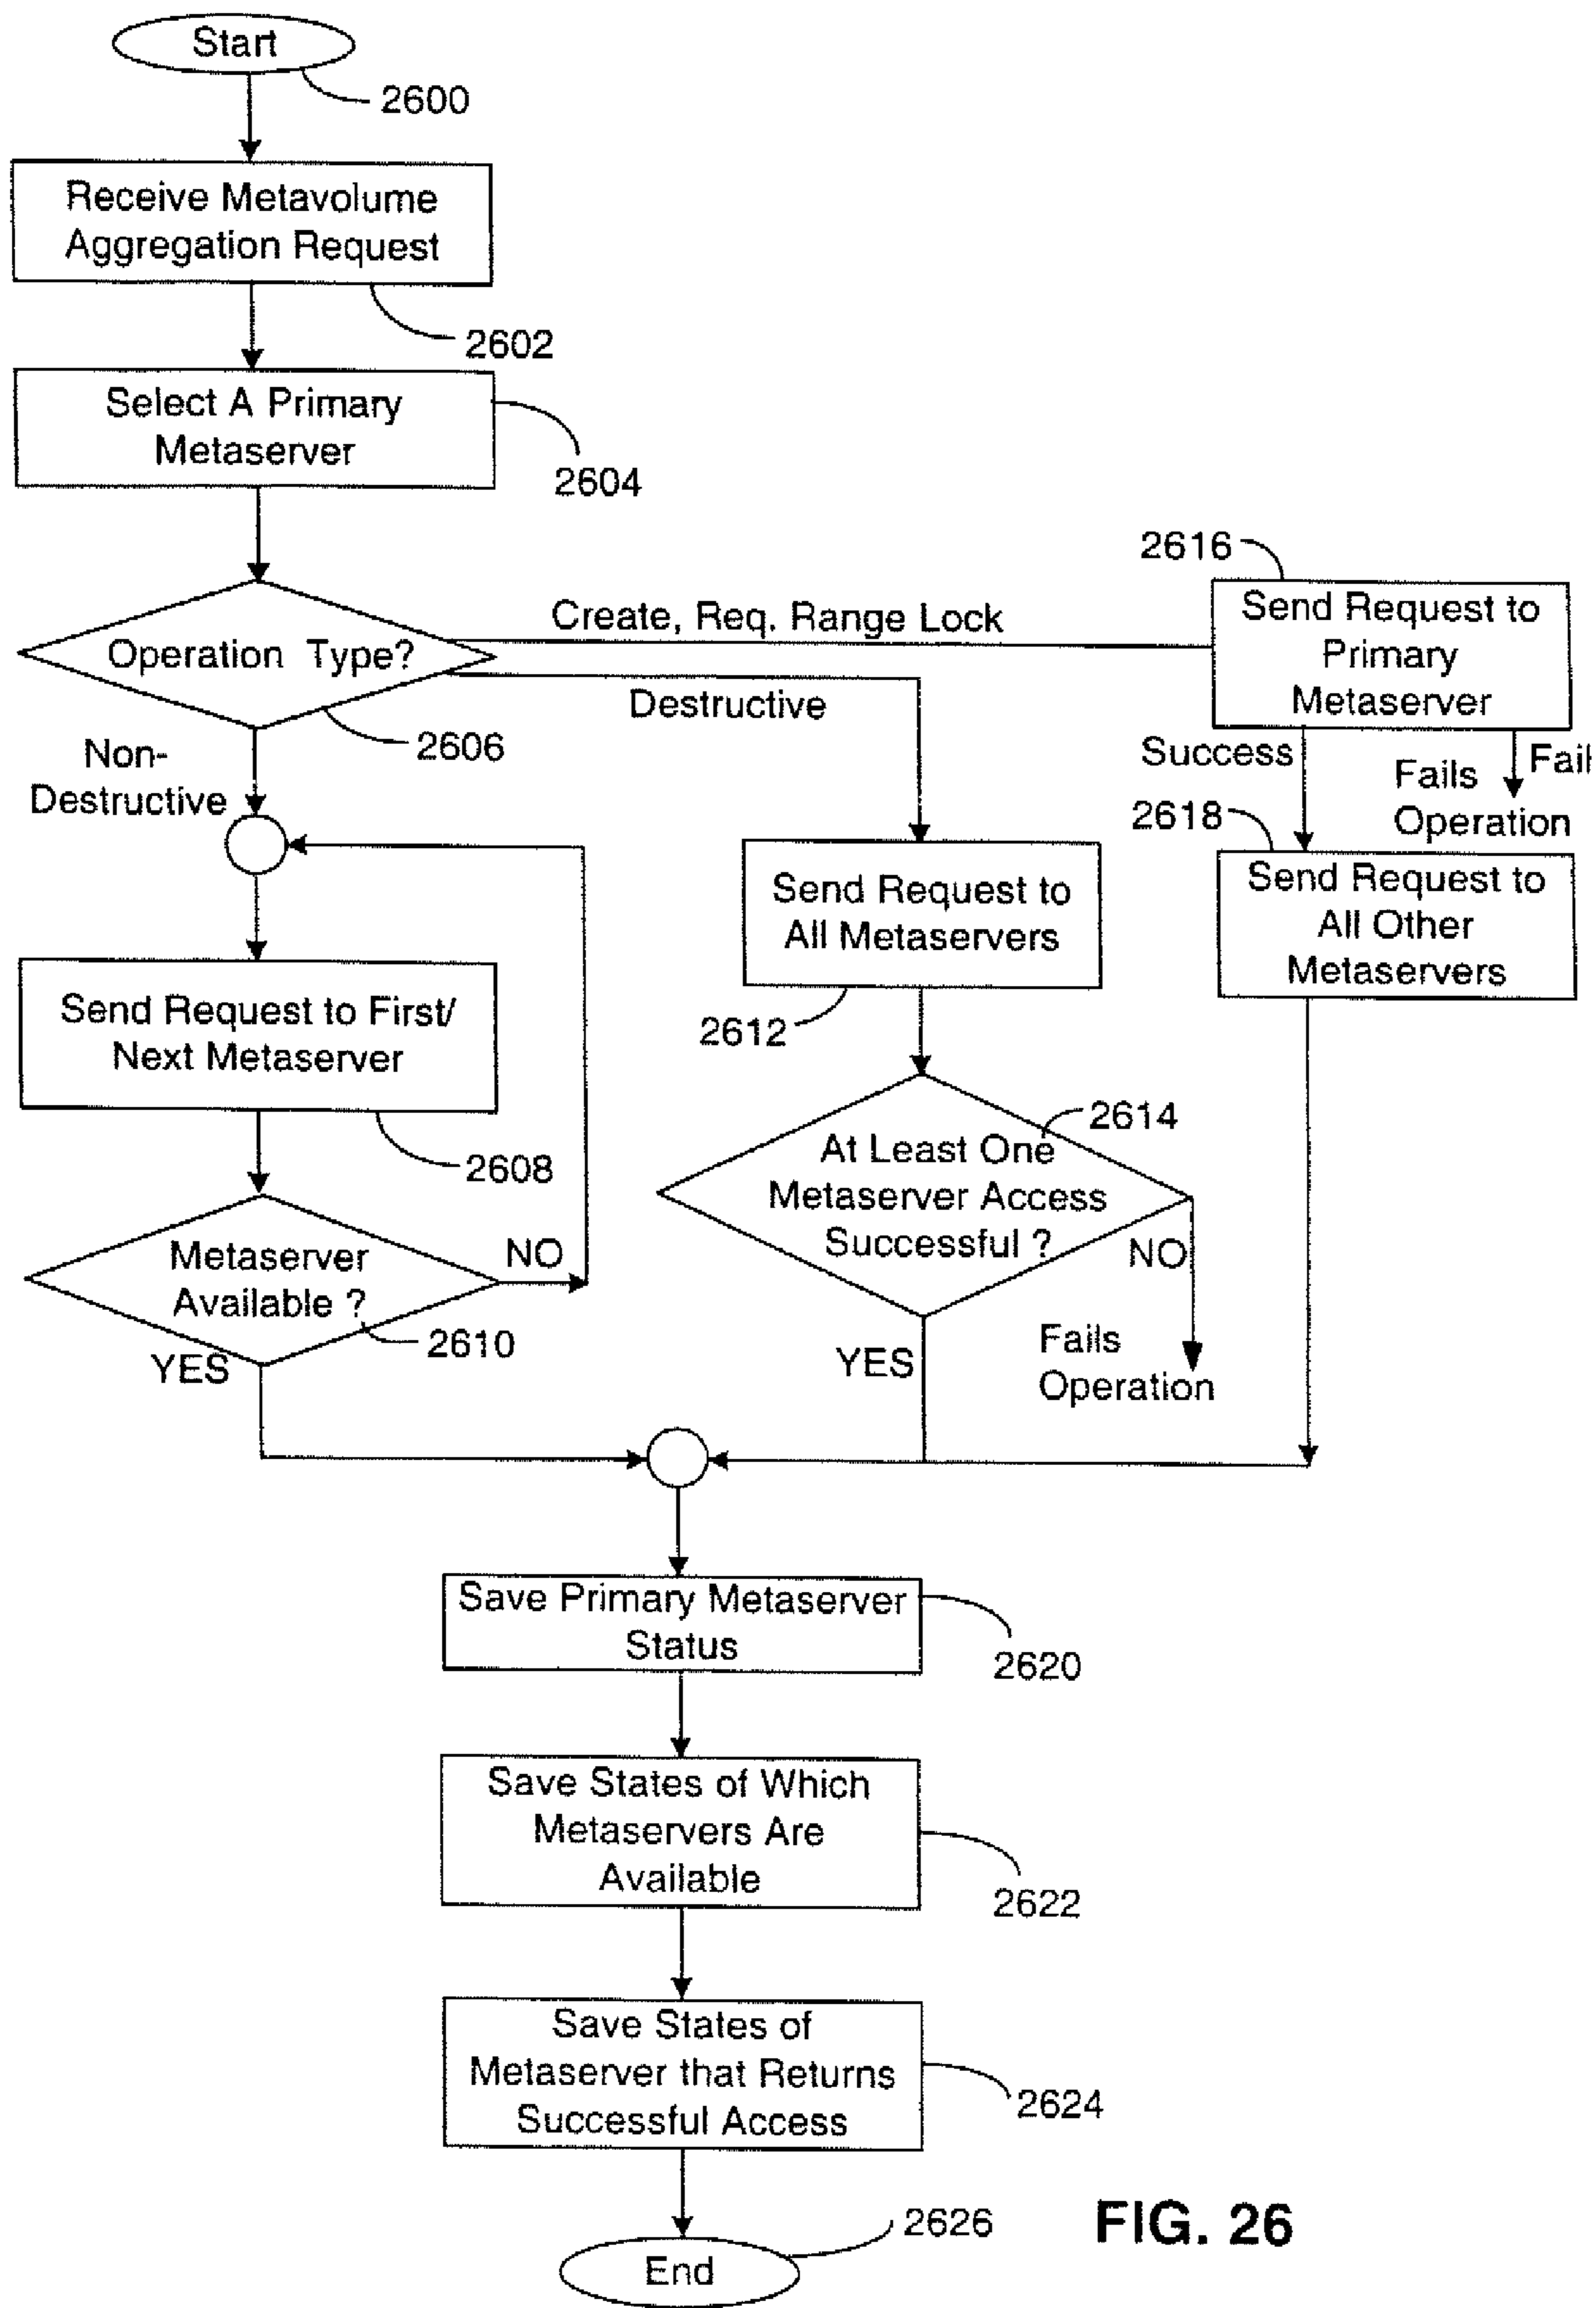 Start
2600
Receive Metavolume
Aggregation Request
2602
Select A Primary
Metaserver
2604
Operation Type?
2606
Create, Req. Range Lock
Destructive
Non-
Destructive
2616
Send Request to
Primary
Metaserver
Success
Fail
Fails
Operation
2618
Send Request to
All Other
Metaservers
Send Request to
All Metaservers
2612
Send Request to First/
Next Metaserver
2608
2614
At Least One
Metaserver Access
Successful ?
NO
Fails
Operation
YES
Metaserver
Available ?
NO
2610
YES
Save Primary Metaserver
Status
2620
Save States of Which
Metaservers Are
Available
2622
Save States of
Metaserver that Returns
Successful Access
2624
End
2626
FIG. 26